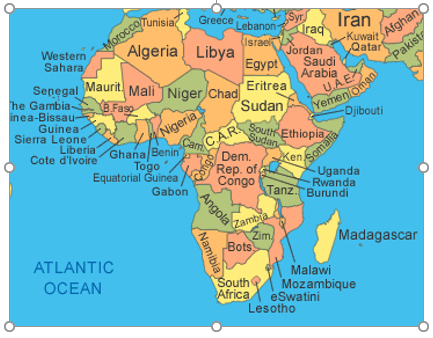 Greece
Lebanon
Syr.
Iran
Afghan.
Morocco
Tunisia
Iraq
Israel
Kuwait
Jordan
Qatar
Pakist
Western
Sahara
Algeria
Libya
Egypt
Saudi
Arabia
U.A.E.
Oman
Senegal
Maurit.
Mali
Niger
Chad
Eritrea
Sudan
Yemen
The Gambia
B.Faso
Djibouti
inea-Bissau
Guinea
Nigeria
Sierra Leone
C.A.R.
South
Sudan
Ethiopia
Somalia
Liberia
Cote d'Ivoire
Ghana
Togo
Benin
Cam.
Equatorial Guinea
Gabon
Congo
Dem.
Rep. of
Congo
Ken.
Uganda
Rwanda
Burundi
Tanz.
Angola
Zambia
Madagascar
Malawi
Mozambique
Zim.
Namibia
Bots.
eSwatini
South
Africa
Lesotho
ATLANTIC
OCEAN